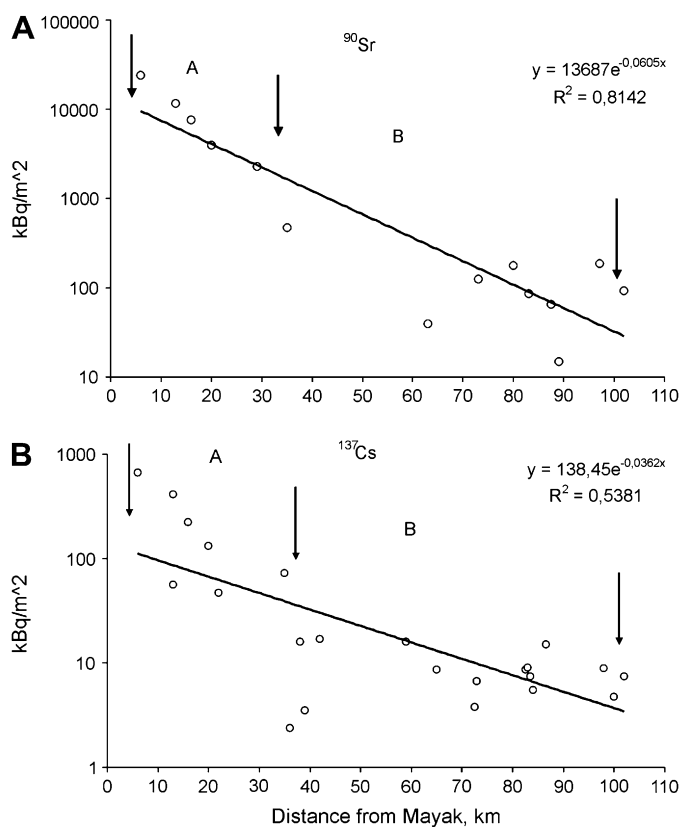 A
100000
10000
1000
100
10
kBq/m^2
⁹⁰Sr
A
B
y = 13687e^-0,0605x
R² = 0,8142
0 10 20 30 40 50 60 70 80 90 100 110
B
1000
100
10
1
kBq/m^2
¹³⁷Cs
A
B
y = 138,45e^-0,0362x
R² = 0,5381
0 10 20 30 40 50 60 70 80 90 100 110
Distance from Mayak, km